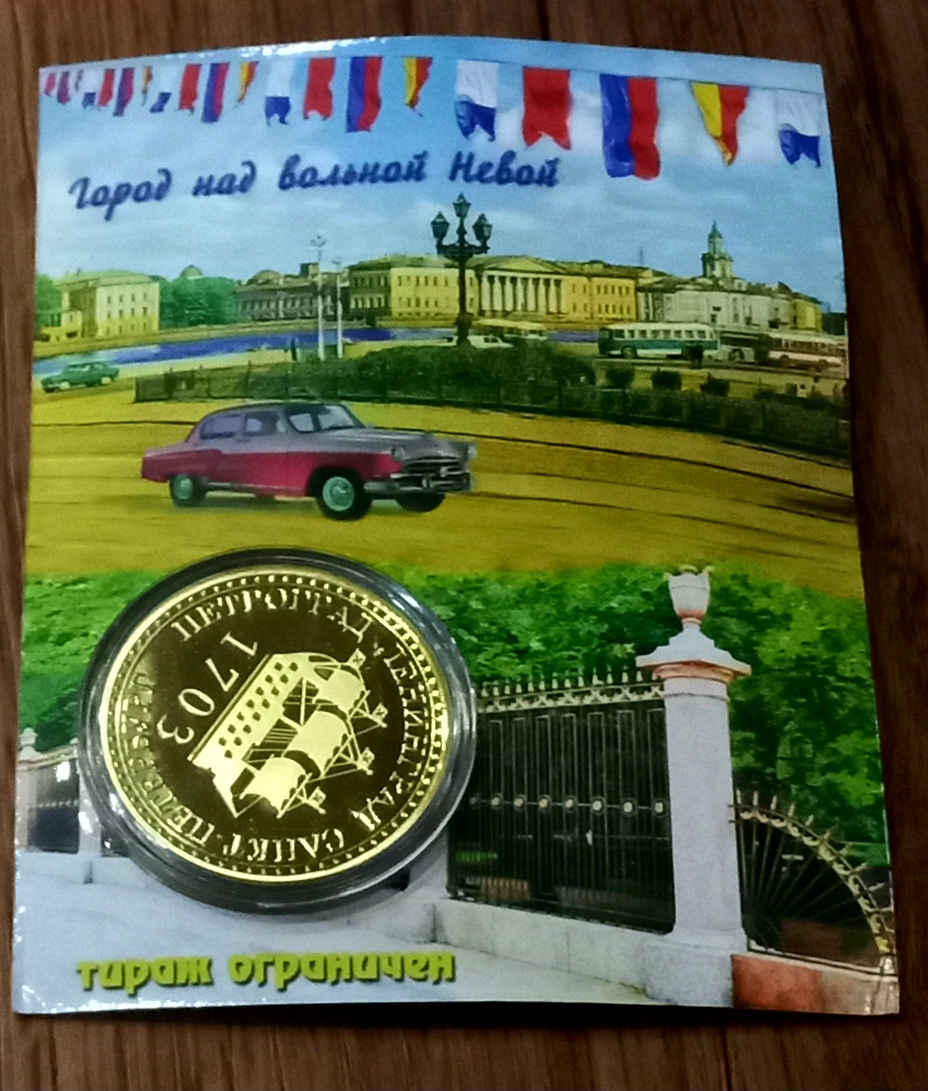 Город над вольной Невой
ПЕТРОГРАД ЛЕНИНГРАД САНКТ-ПЕТЕРБУРГ
1703
тираж ограничен